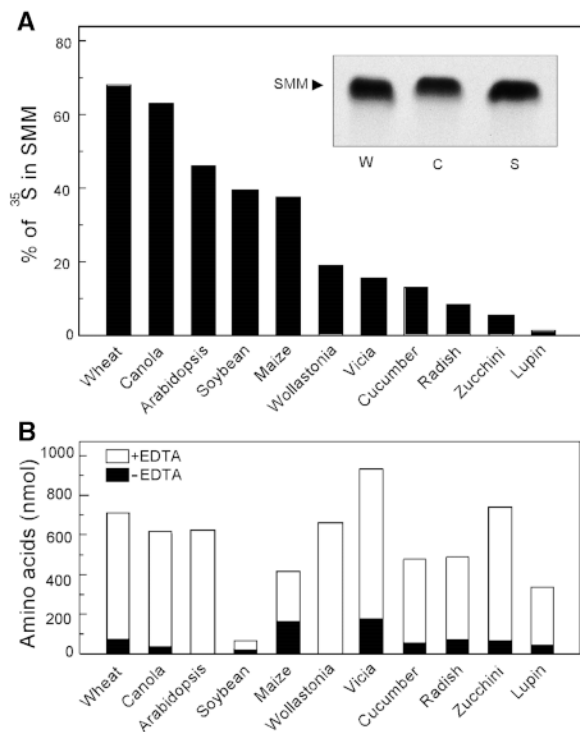 A
80
60
40
20
0
% of ³⁵S in SMM
SMM ►
W C S
Wheat Canola Arabidopsis Soybean Maize Wollastonia Vicia Cucumber Radish Zucchini Lupin
B
1000
800
600
400
200
0
Amino acids (nmol)
+EDTA
-EDTA
Wheat Canola Arabidopsis Soybean Maize Wollastonia Vicia Cucumber Radish Zucchini Lupin